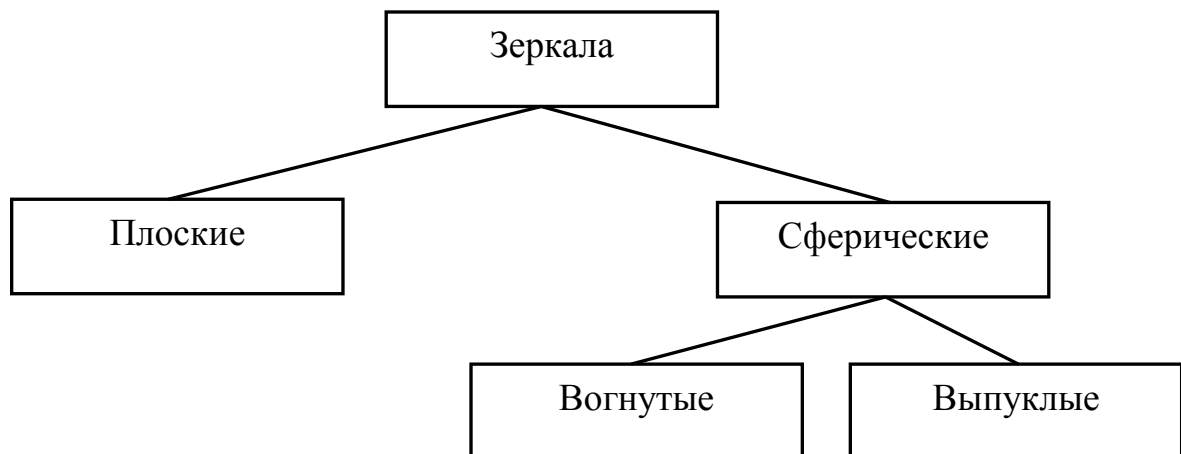 Зеркала
Плоские
Сферические
Вогнутые
Выпуклые